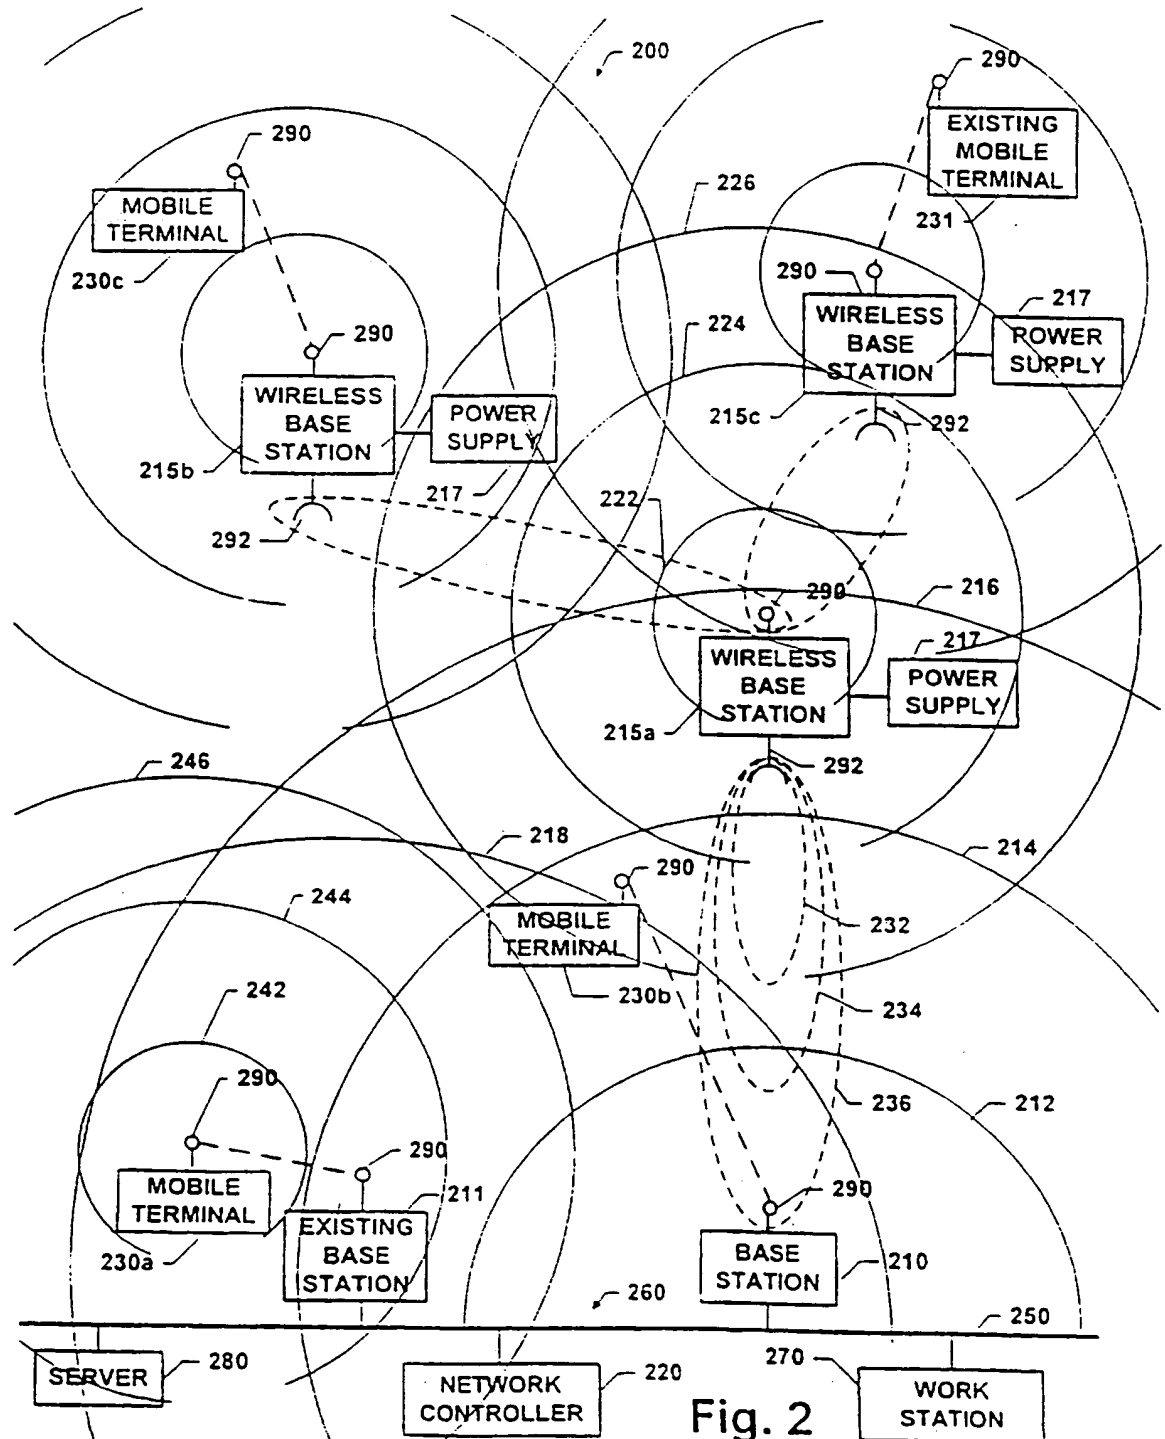 200
290
EXISTING
MOBILE
TERMINAL
231
290
MOBILE
TERMINAL
230c
226
290
WIRELESS
BASE
STATION
215c
217
POWER
SUPPLY
292
224
290
WIRELESS
BASE
STATION
215b
POWER
SUPPLY
217
292
222
290
216
WIRELESS
BASE
STATION
215a
217
POWER
SUPPLY
292
246
218
214
290
MOBILE
TERMINAL
230b
244
232
234
236
212
242
290
MOBILE
TERMINAL
230a
290
211
EXISTING
BASE
STATION
290
BASE
STATION
210
260
250
SERVER
280
NETWORK
CONTROLLER
220
270
WORK
STATION
Fig. 2